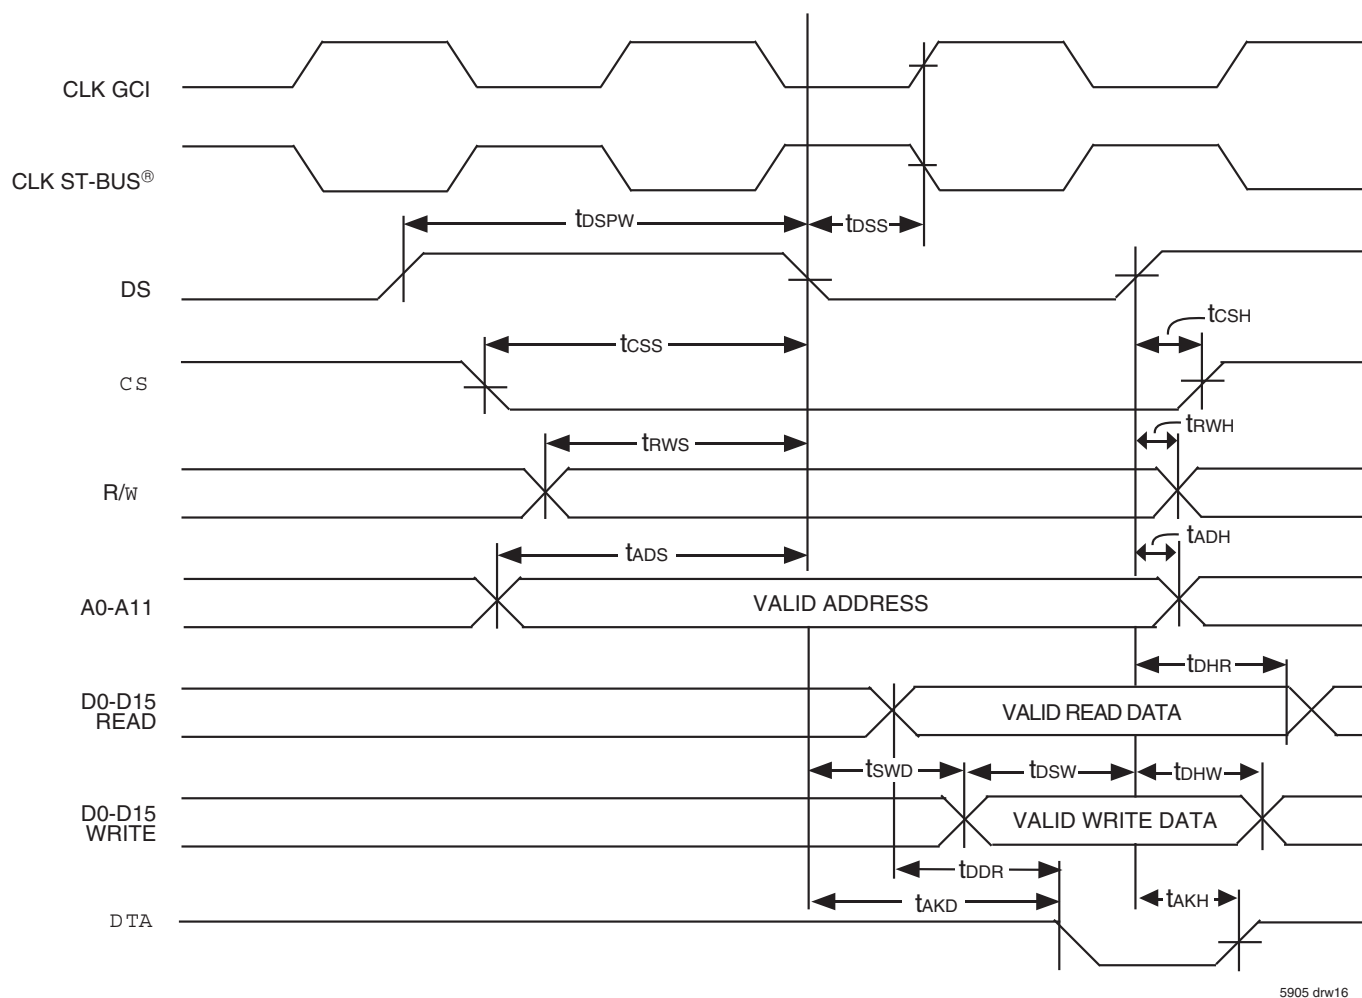 CLK GCI
CLK ST-BUS®
tDSPW
tDSS
DS
tCSH
tCSS
CS
tRWH
tRWS
R/W
tADH
tADS
A0-A11
VALID ADDRESS
tDHR
D0-D15
READ
VALID READ DATA
tSWD
tDSW
tDHW
D0-D15
WRITE
VALID WRITE DATA
tDDR
tAKD
tAKH
DTA
5905 drw16